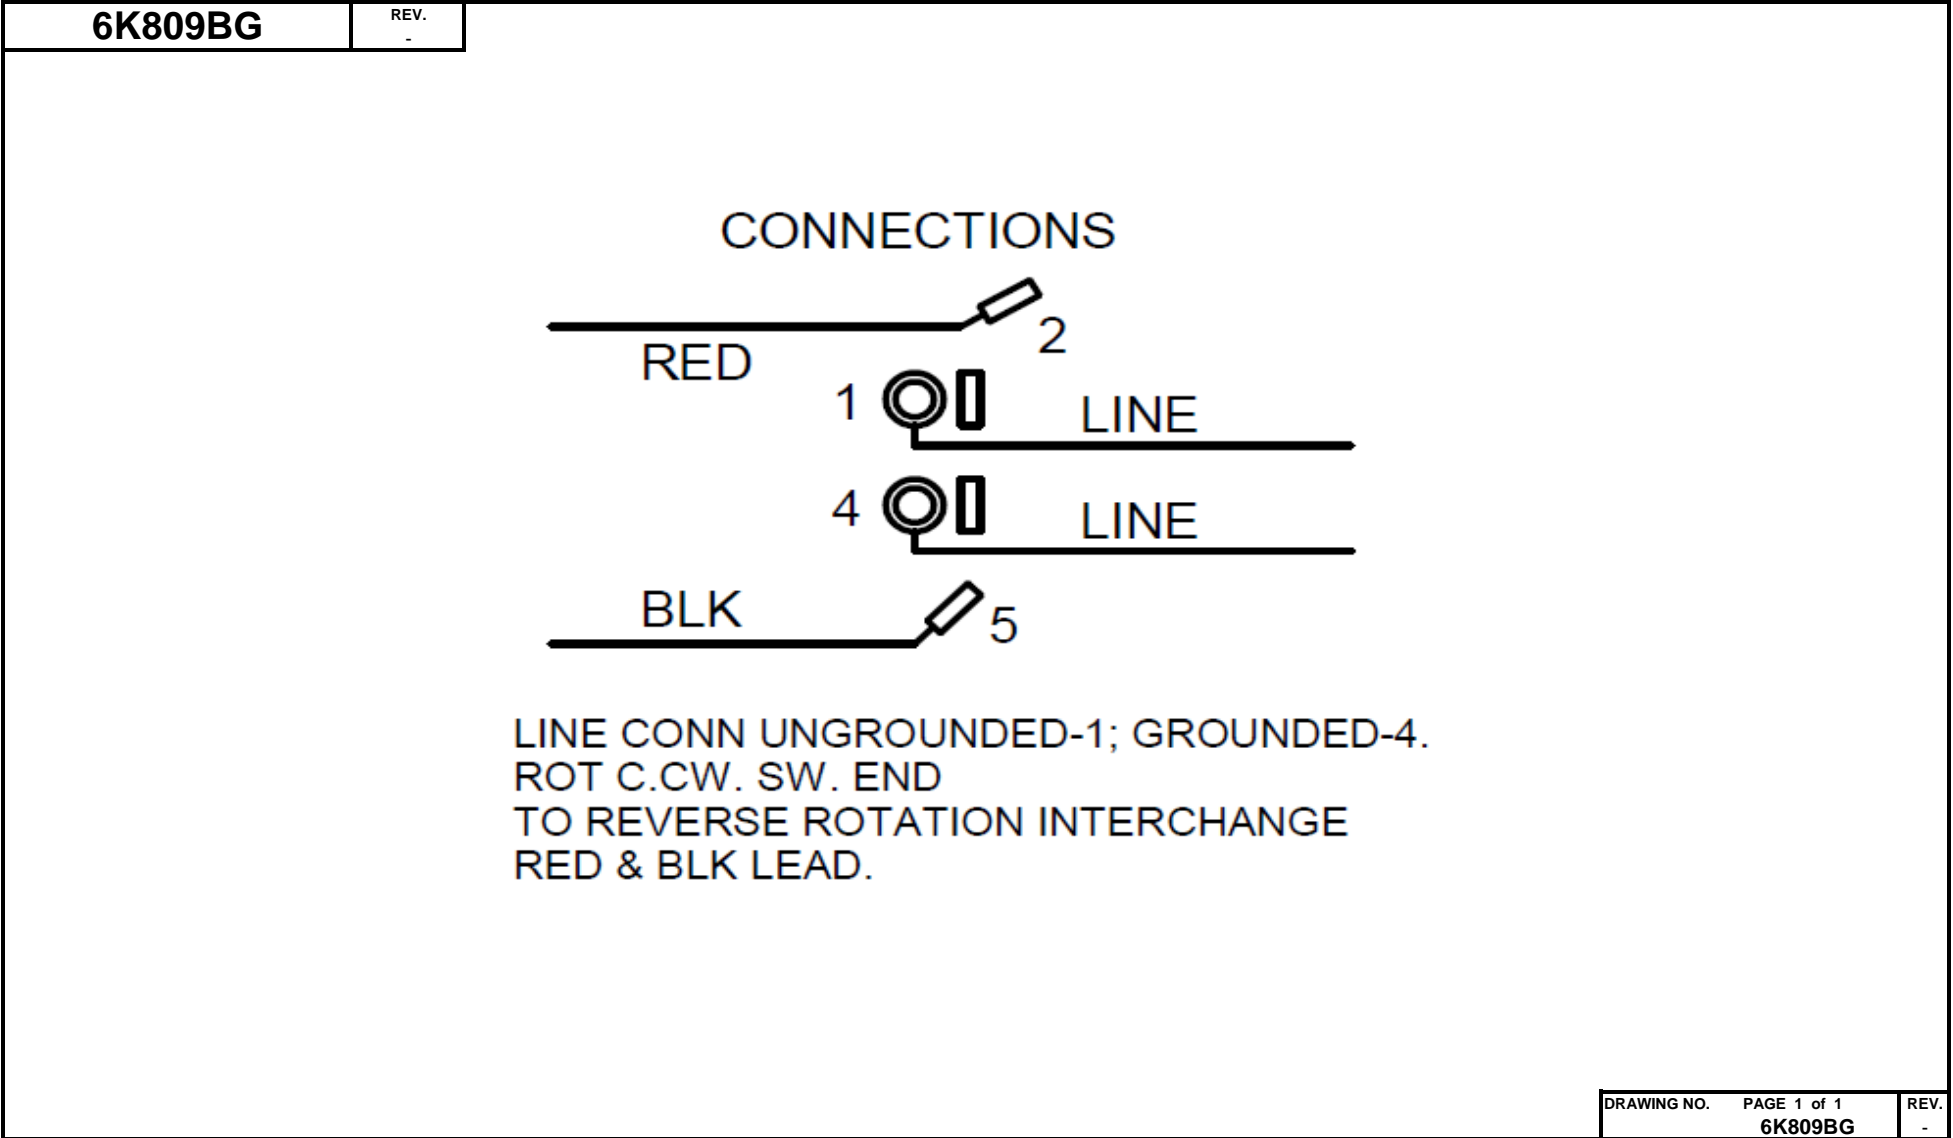 6K809BG
REV.
-
CONNECTIONS
2
RED
1
LINE
4
LINE
BLK
5
LINE CONN UNGROUNDED-1; GROUNDED-4.
ROT C.CW. SW. END
TO REVERSE ROTATION INTERCHANGE
RED & BLK LEAD.
DRAWING NO. PAGE 1 of 1 REV.
6K809BG -